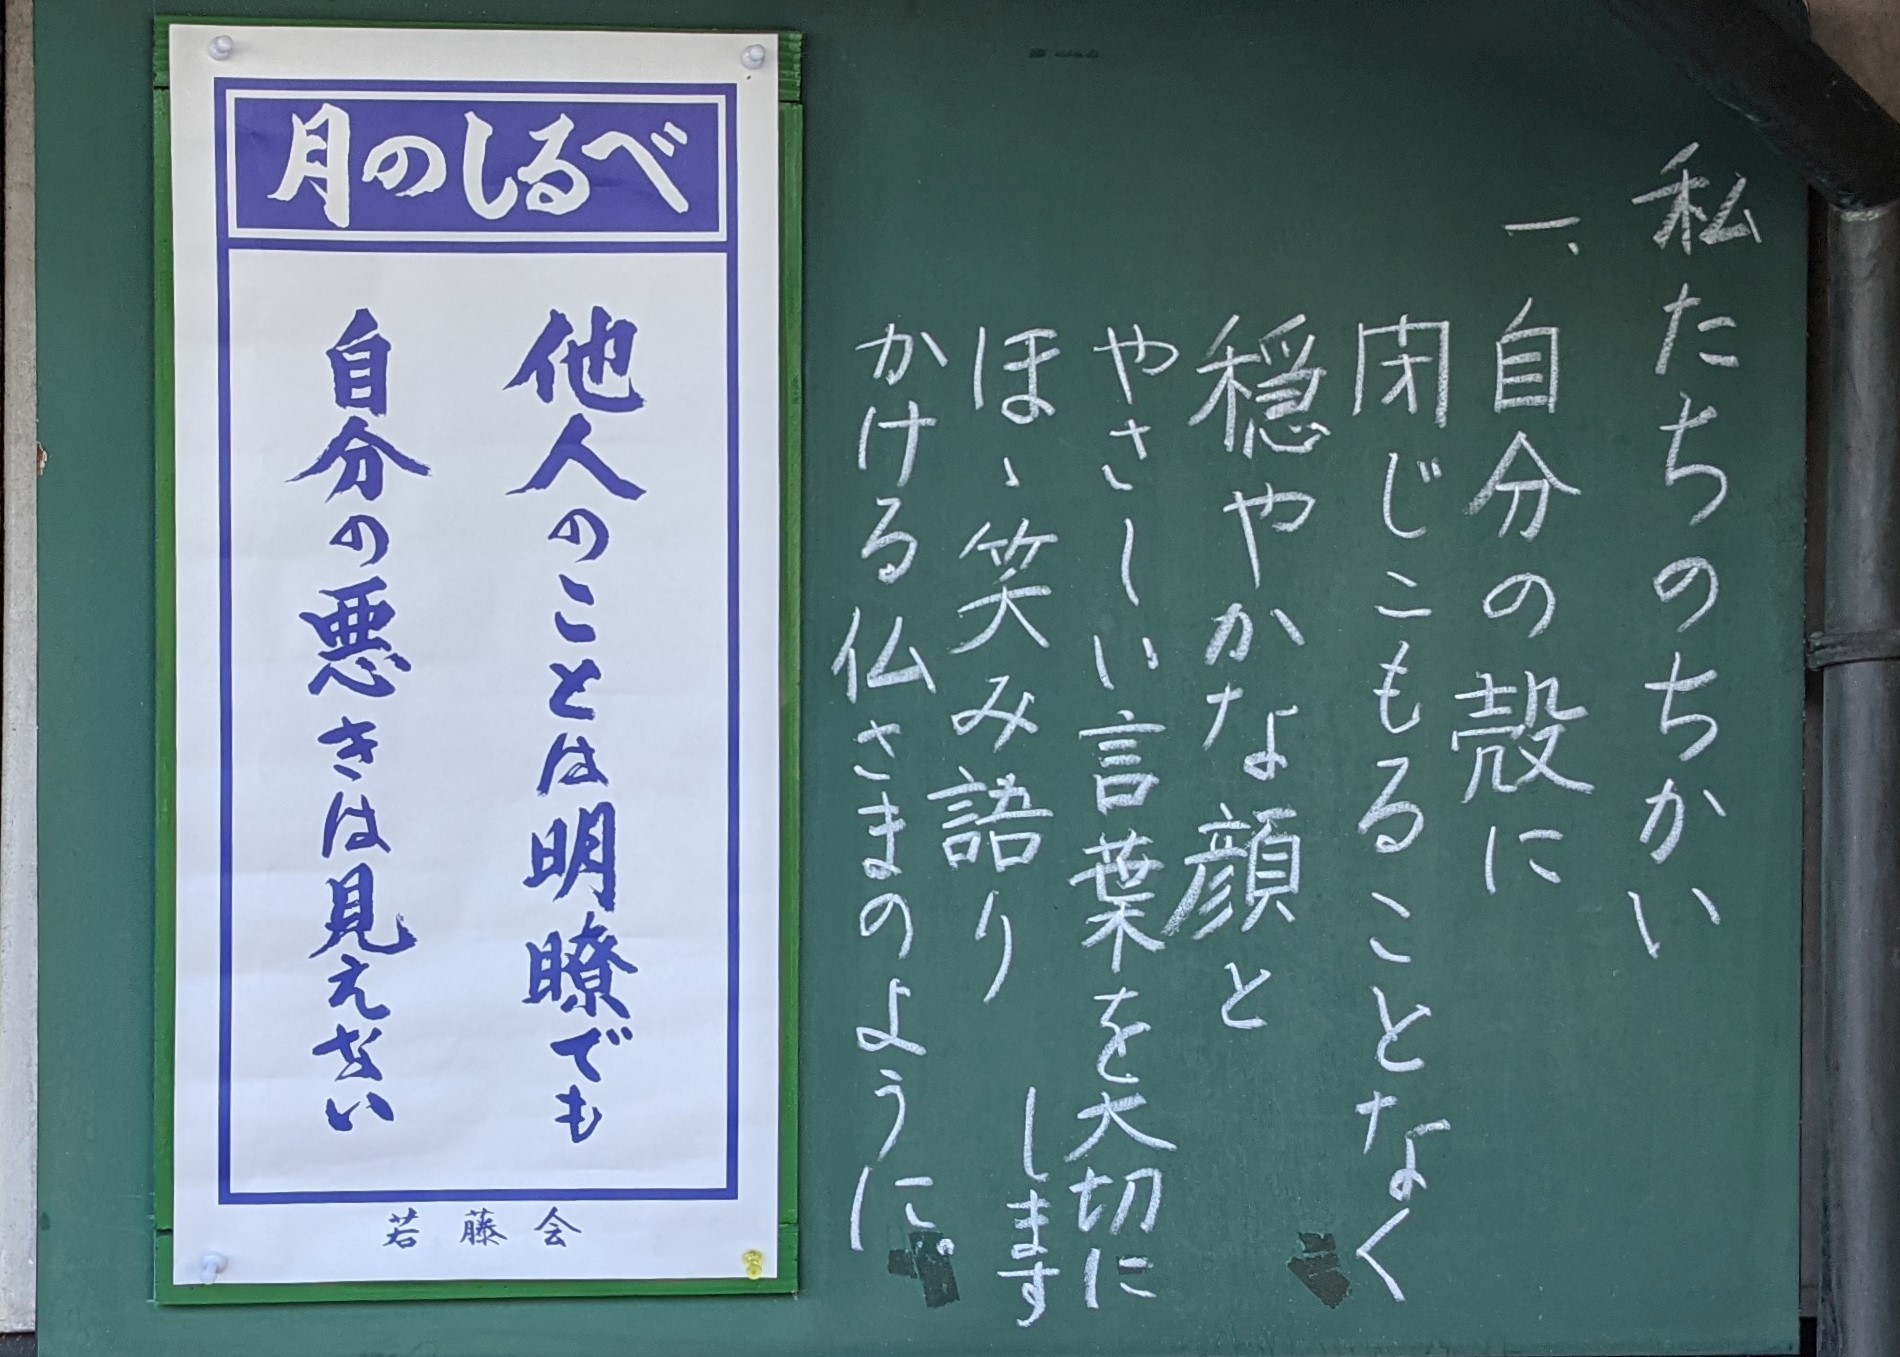 私たちのちかい
一、自分の殻に
閉じこもることなく
穏やかな顔と
やさしい言葉を大切に
します
ほゝ笑み語り
かける仏さまのように。
月のしるべ
他人のことは明瞭でも
自分の悪きは見えない
若藤会